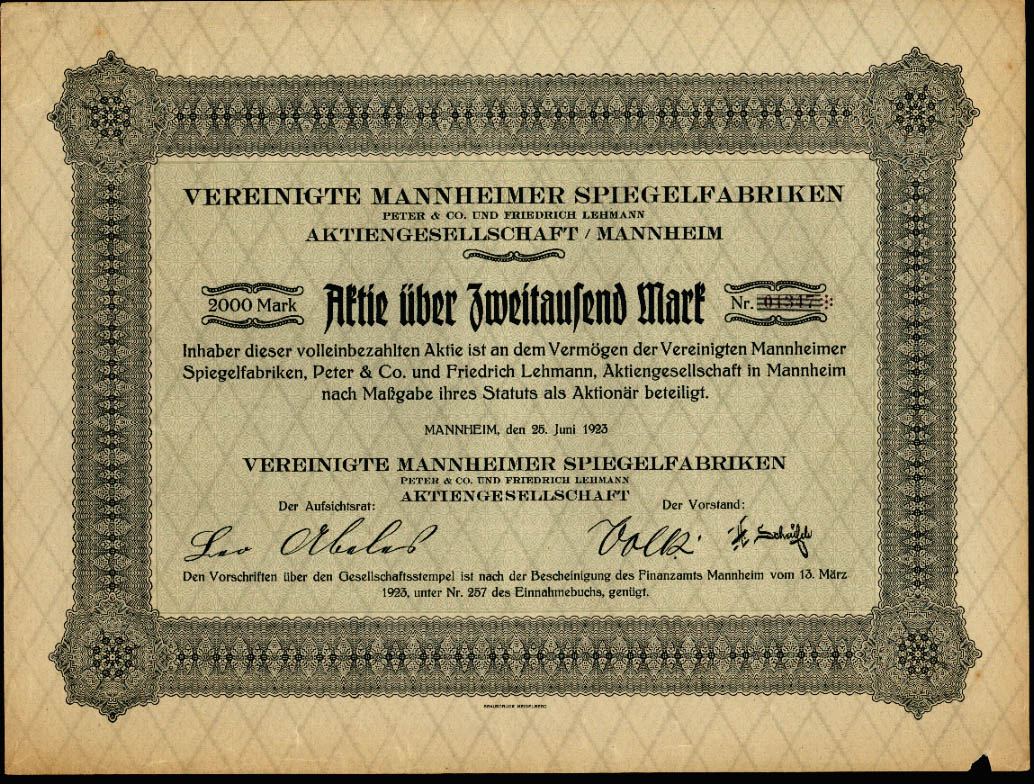 VEREINIGTE MANNHEIMER SPIEGELFABRIKEN
PETER & CO. UND FRIEDRICH LEHMANN
AKTIENGESELLSCHAFT / MANNHEIM
2000 Mark Aktie über Zweitausend Mark Nr. 01347
Inhaber dieser volleinbezahlten Aktie ist an dem Vermögen der Vereinigten Mannheimer
Spiegelfabriken, Peter & Co. und Friedrich Lehmann, Aktiengesellschaft in Mannheim
nach Maßgabe ihres Statuts als Aktionär beteiligt.
MANNHEIM, den 25. Juni 1923
VEREINIGTE MANNHEIMER SPIEGELFABRIKEN
PETER & CO. UND FRIEDRICH LEHMANN
AKTIENGESELLSCHAFT
Der Aufsichtsrat: Der Vorstand:
Leo Abeles Volk
Den Vorschriften über den Gesellschaftsstempel ist nach der Bescheinigung des Finanzamts Mannheim vom 13. März
1923, unter Nr. 257 des Einnahmebuchs, genügt.